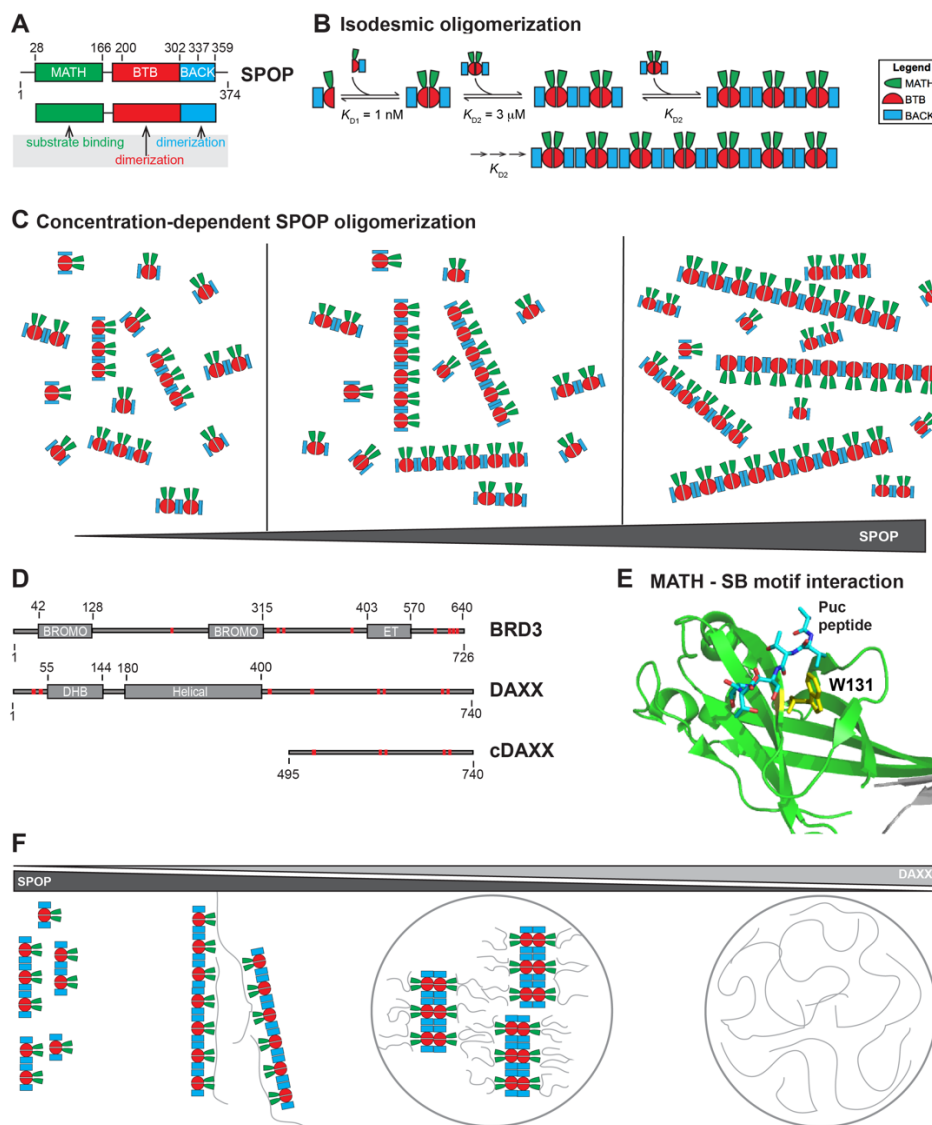 A
28 166 200 302 337 359
MATH BTB BACK SPOP
1 374
substrate binding dimerization
dimerization
B Isodesmic oligomerization
KD1 = 1 nM KD2 = 3 μM KD2
KD2
Legend
MATH
BTB
BACK
C Concentration-dependent SPOP oligomerization
SPOP
D
42 128 315 403 570 640
BROMO BROMO ET BRD3
1 726
55 144 180 400
DHB Helical DAXX
1 740
cDAXX
495 740
E MATH - SB motif interaction
Puc
peptide
W131
F
DAXX
SPOP